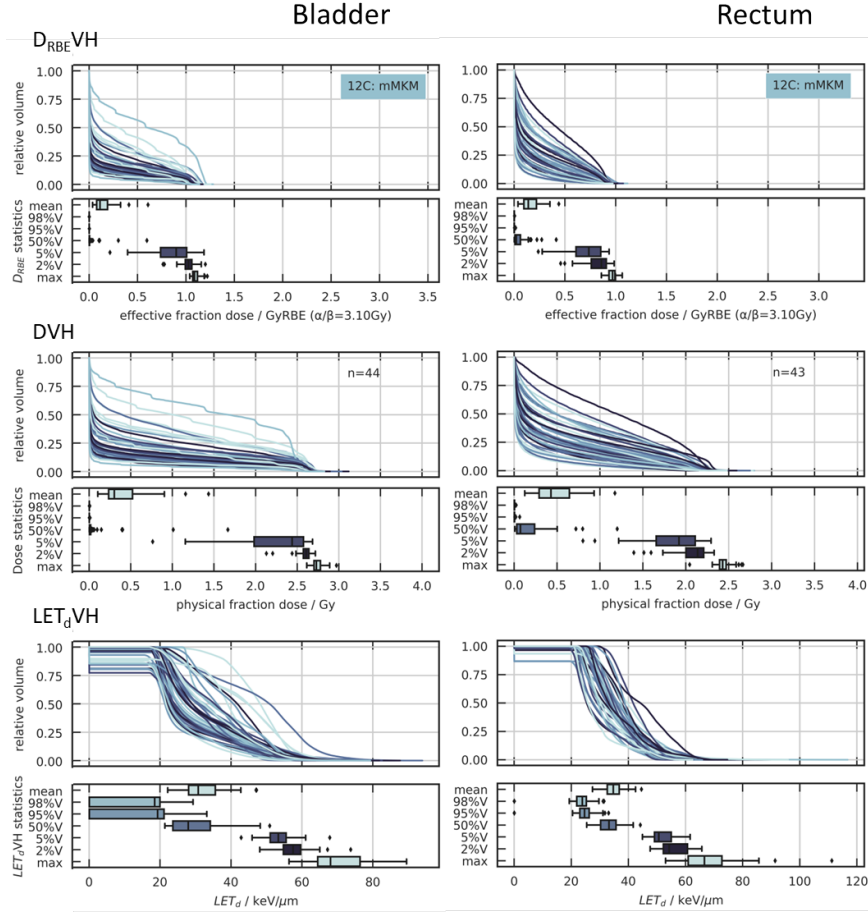 Bladder
Rectum
DRBEVH
1.00
0.75
0.50
0.25
0.00
relative volume
12C: mMKM
1.00
0.75
0.50
0.25
0.00
relative volume
12C: mMKM
mean
98%V
95%V
50%V
5%V
2%V
max
DRBE statistics
0.0 0.5 1.0 1.5 2.0 2.5 3.0 3.5
effective fraction dose / GyRBE (α/β=3.10Gy)
mean
98%V
95%V
50%V
5%V
2%V
max
DRBE statistics
0.0 0.5 1.0 1.5 2.0 2.5 3.0
effective fraction dose / GyRBE (α/β=3.10Gy)
DVH
1.00
0.75
0.50
0.25
0.00
relative volume
n=44
1.00
0.75
0.50
0.25
0.00
relative volume
n=43
mean
98%V
95%V
50%V
5%V
2%V
max
Dose statistics
0.0 0.5 1.0 1.5 2.0 2.5 3.0 3.5 4.0
physical fraction dose / Gy
mean
98%V
95%V
50%V
5%V
2%V
max
Dose statistics
0.0 0.5 1.0 1.5 2.0 2.5 3.0 3.5 4.0
physical fraction dose / Gy
LETdVH
1.00
0.75
0.50
0.25
0.00
relative volume
1.00
0.75
0.50
0.25
0.00
relative volume
mean
98%V
95%V
50%V
5%V
2%V
max
LETdVH statistics
0 20 40 60 80
LETd / keV/μm
mean
98%V
95%V
50%V
5%V
2%V
max
LETdVH statistics
0 20 40 60 80 100 120
LETd / keV/μm